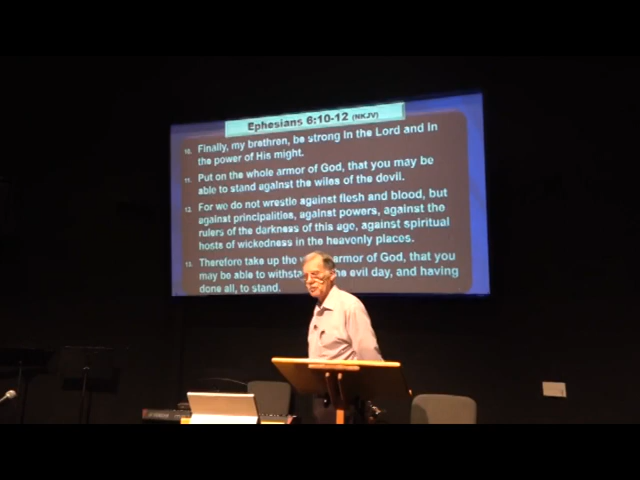 Ephesians 6:10-12 (NKJV)
10. Finally, my brethren, be strong in the Lord and in
the power of His might.
11. Put on the whole armor of God, that you may be
able to stand against the wiles of the devil.
12. For we do not wrestle against flesh and blood, but
against principalities, against powers, against the
rulers of the darkness of this age, against spiritual
hosts of wickedness in the heavenly places.
13. Therefore take up the armor of God, that you
may be able to withsta he evil day, and having
done all, to stand.